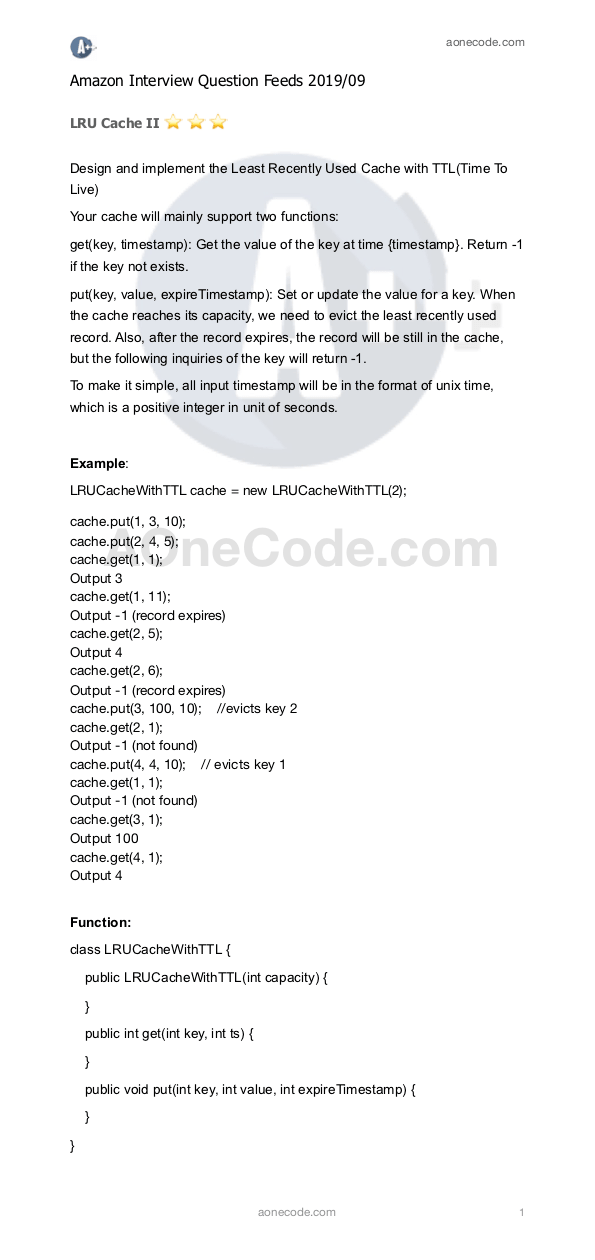 A+
aonecode.com
Amazon Interview Question Feeds 2019/09
LRU Cache II ⭐⭐⭐
Design and implement the Least Recently Used Cache with TTL(Time To
Live)
Your cache will mainly support two functions:
get(key, timestamp): Get the value of the key at time {timestamp}. Return -1
if the key not exists.
put(key, value, expireTimestamp): Set or update the value for a key. When
the cache reaches its capacity, we need to evict the least recently used
record. Also, after the record expires, the record will be still in the cache,
but the following inquiries of the key will return -1.
To make it simple, all input timestamp will be in the format of unix time,
which is a positive integer in unit of seconds.
A+
Example:
LRUCacheWithTTL cache = new LRUCacheWithTTL(2);
cache.put(1, 3, 10);
cache.put(2, 4, 5);
AOneCode.com
cache.get(1, 1);
Output 3
cache.get(1, 11);
Output -1 (record expires)
cache.get(2, 5);
Output 4
cache.get(2, 6);
Output -1 (record expires)
cache.put(3, 100, 10);    //evicts key 2
cache.get(2, 1);
Output -1 (not found)
cache.put(4, 4, 10);    // evicts key 1
cache.get(1, 1);
Output -1 (not found)
cache.get(3, 1);
Output 100
cache.get(4, 1);
Output 4
Function:
class LRUCacheWithTTL {
public LRUCacheWithTTL(int capacity) {
}
public int get(int key, int ts) {
}
public void put(int key, int value, int expireTimestamp) {
}
}
aonecode.com
1